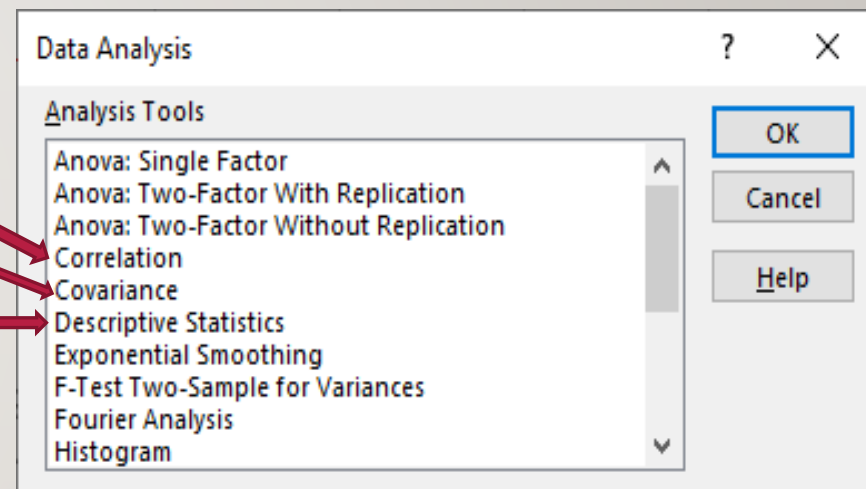 Data Analysis ?
Analysis Tools
Anova: Single Factor
Anova: Two-Factor With Replication
Anova: Two-Factor Without Replication
Correlation
Covariance
Descriptive Statistics
Exponential Smoothing
F-Test Two-Sample for Variances
Fourier Analysis
Histogram
OK
Cancel
Help